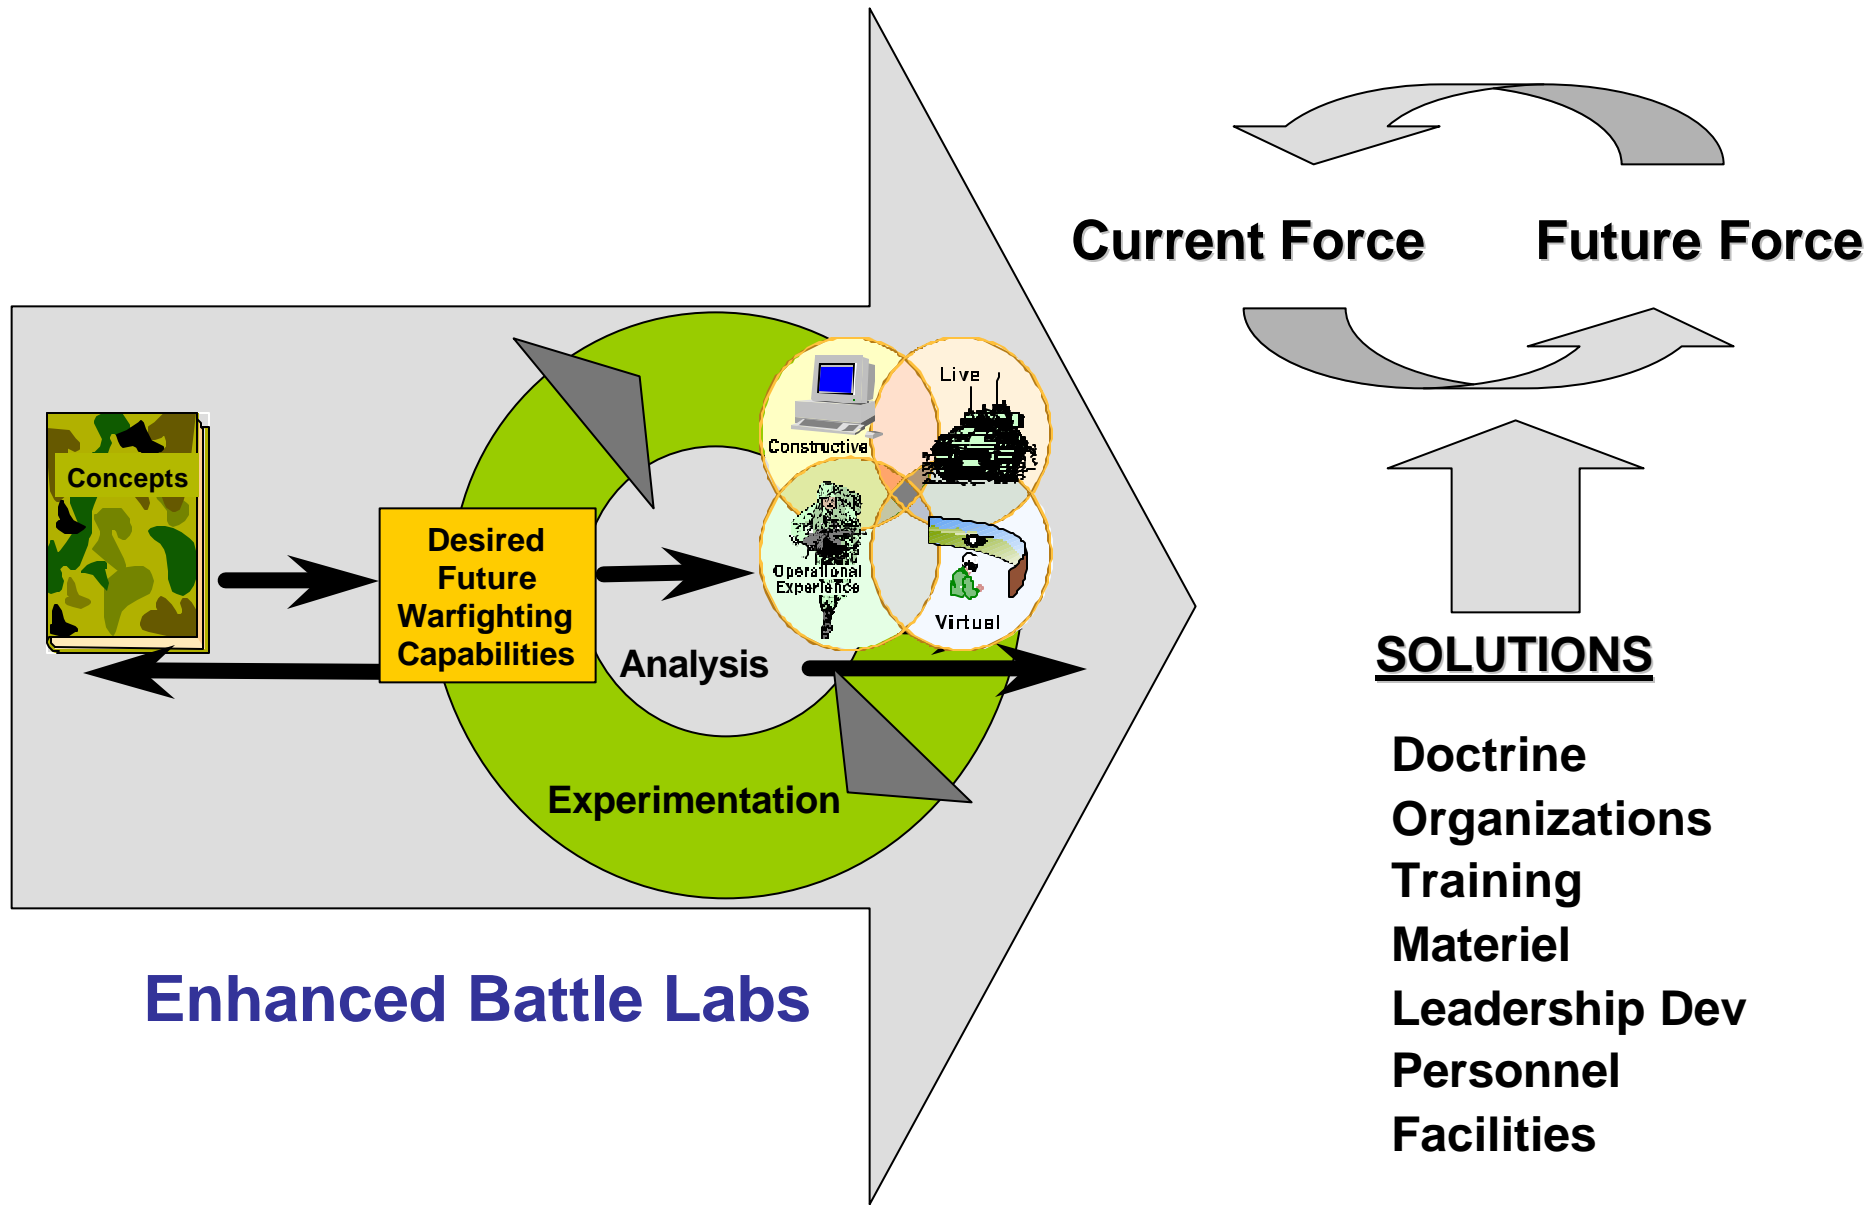 Current Force
Future Force
Live
Constructive
Concepts
Desired
Future
Warfighting
Capabilities
Operational
Experience
Virtual
Analysis
SOLUTIONS
Experimentation
Doctrine
Organizations
Training
Materiel
Leadership Dev
Personnel
Facilities
Enhanced Battle Labs